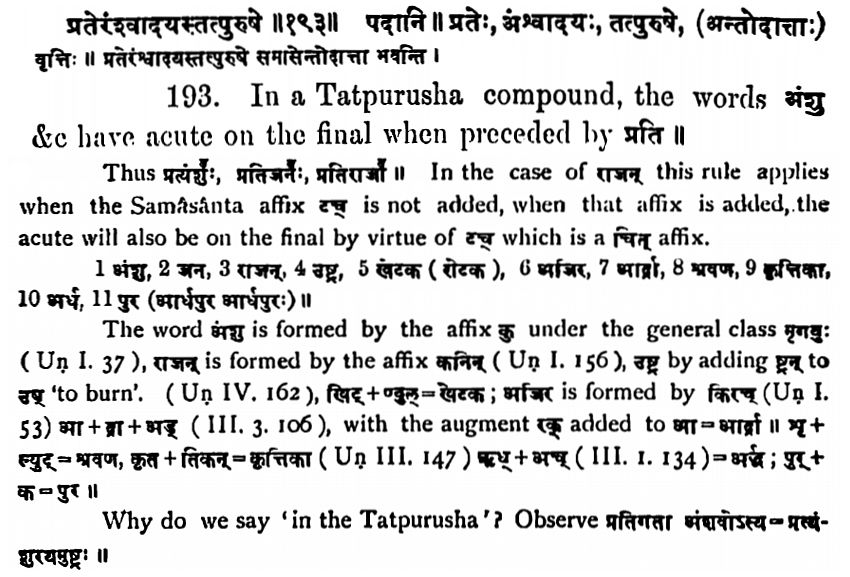 प्रतेरंश्वादयस्तत्पुरुषे ॥१९३॥ पदानि ॥ प्रतेः, अंश्वादयः, तत्पुरुषे, (अन्तोदात्ताः)
वृत्तिः ॥ प्रतेरंश्वादयस्तत्पुरुषे समासेन्तोदात्ता भवन्ति ।
193. In a Tatpurusha compound, the words अंशु
&c have acute on the final when preceded by प्रति ॥
Thus प्रत्यंशुः, प्रतिजनः, प्रतिराजा ॥ In the case of राजन् this rule applies
when the Samâsânta affix टच् is not added, when that affix is added, the
acute will also be on the final by virtue of टच् which is a चित् affix.
1 अंशु, 2 जन, 3 राजन्, 4 उष्ट्र, 5 खेटक ( रोटक ), 6 अजिर, 7 आर्द्रा, 8 श्रवण, 9 कृत्तिका,
10 अर्ध, 11 पुर (आर्धपुर आर्धपुरः)॥
The word अंशु is formed by the affix कु under the general class मृगयुः
( Uṇ I. 37 ), राजन् is formed by the affix कनिन् ( Uṇ I. 156 ), उष्ट्र by adding ष्ट्रन् to
उष् 'to burn'. ( Uṇ IV. 162 ), खिद् + ण्वुल् = खेटक ; अजिर is formed by किरच् (Uṇ I.
53) आ + द्रा + अङ् ( III. 3. 106 ), with the augment रक् added to आ = आर्द्रा ॥ श्रृ +
ल्युट् = श्रवण, कृत + तिकन् = कृत्तिका ( Uṇ III. 147 ) ऋध् + अच् ( III. 1. 134 ) = अर्द्ध ; पुर् +
क = पुर ॥
Why do we say 'in the Tatpurusha'? Observe प्रतिगता अंशवोऽस्य = प्रत्यं-
शुरयमुष्ट्रः ॥